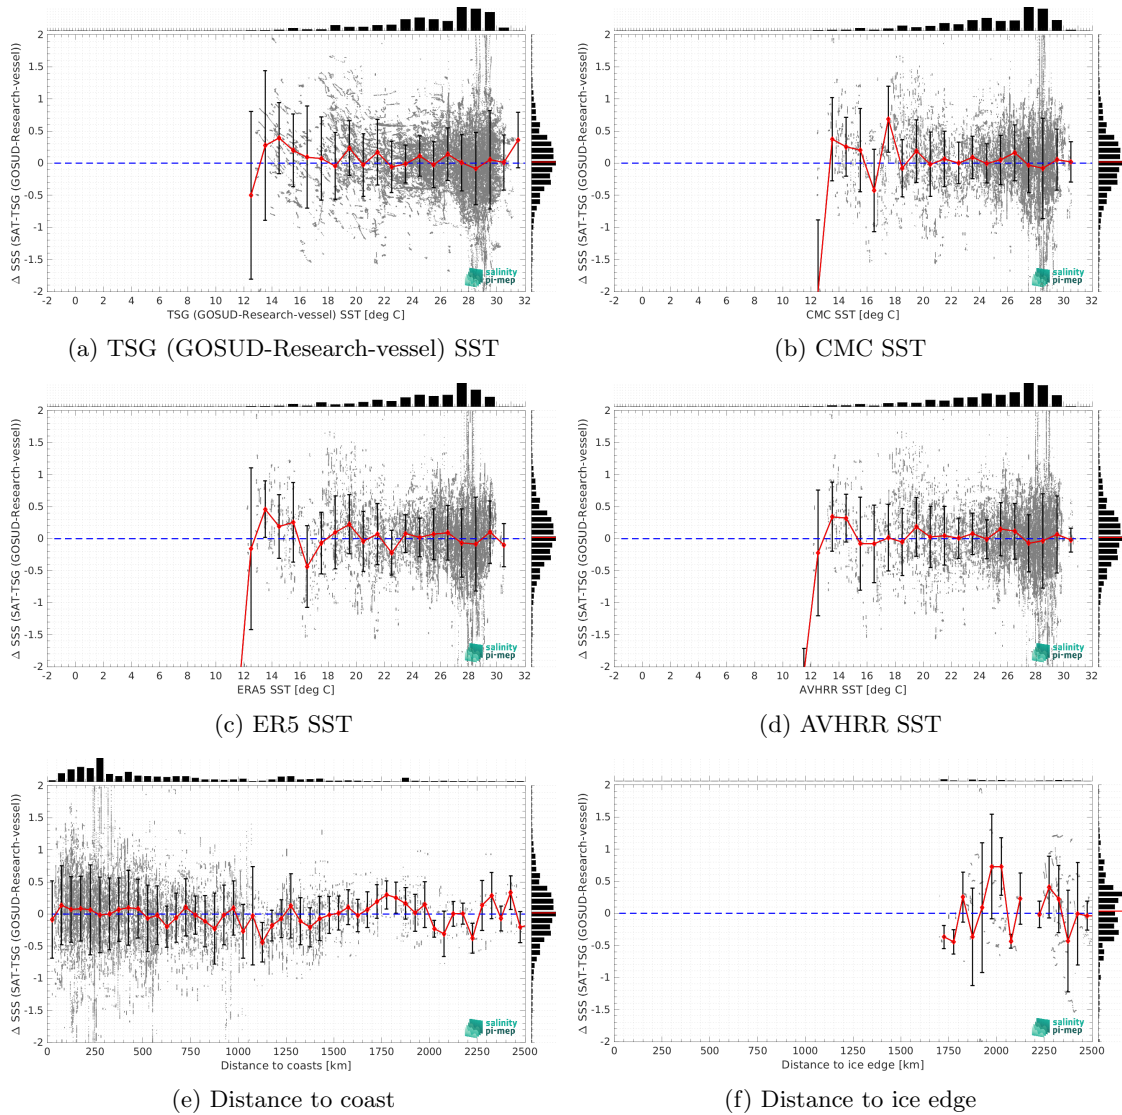 2
1.5
1
0.5
0
-0.5
-1
-1.5
-2
Δ SSS (SAT-TSG (GOSUD-Research-vessel))
salinity
pi-mep
-2 0 2 4 6 8 10 12 14 16 18 20 22 24 26 28 30 32
TSG (GOSUD-Research-vessel) SST [deg C]
(a) TSG (GOSUD-Research-vessel) SST
2
1.5
1
0.5
0
-0.5
-1
-1.5
-2
Δ SSS (SAT-TSG (GOSUD-Research-vessel))
salinity
pi-mep
-2 0 2 4 6 8 10 12 14 16 18 20 22 24 26 28 30 32
CMC SST [deg C]
(b) CMC SST
2
1.5
1
0.5
0
-0.5
-1
-1.5
-2
Δ SSS (SAT-TSG (GOSUD-Research-vessel))
salinity
pi-mep
-2 0 2 4 6 8 10 12 14 16 18 20 22 24 26 28 30 32
ERA5 SST [deg C]
(c) ER5 SST
2
1.5
1
0.5
0
-0.5
-1
-1.5
-2
Δ SSS (SAT-TSG (GOSUD-Research-vessel))
salinity
pi-mep
-2 0 2 4 6 8 10 12 14 16 18 20 22 24 26 28 30 32
AVHRR SST [deg C]
(d) AVHRR SST
2
1.5
1
0.5
0
-0.5
-1
-1.5
-2
Δ SSS (SAT-TSG (GOSUD-Research-vessel))
salinity
pi-mep
0 250 500 750 1000 1250 1500 1750 2000 2250 2500
Distance to coasts [km]
(e) Distance to coast
2
1.5
1
0.5
0
-0.5
-1
-1.5
-2
Δ SSS (SAT-TSG (GOSUD-Research-vessel))
salinity
pi-mep
0 250 500 750 1000 1250 1500 1750 2000 2250 2500
Distance to ice edge [km]
(f) Distance to ice edge